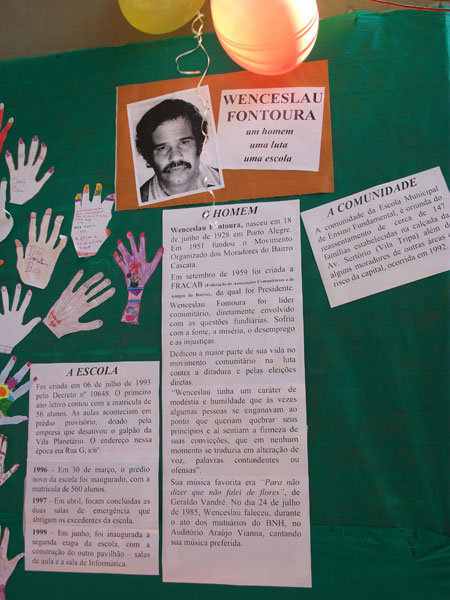 WENCESLAU
FONTOURA
um homem
uma luta
uma escola
O HOMEM
Wenceslau Fontoura, nasceu em 18
de junho de 1928 em Porto Alegre
Em 1951 fundou o Movimento
Organizado dos Moradores do Bairro
Cascata.
Em setembro de 1959 foi criada a
FRACAB (Federação de Associações Comunitárias e de
Amigos do Bairro), da qual foi Presidente.
Wenceslau Fontoura foi líder
comunitário, diretamente envolvido
com as questões fundiárias. Sofria
com a fome, a miséria, o desemprego
e as injustiças.
Dedicou a maior parte de sua vida no
movimento comunitário na luta
contra a ditadura e pelas eleições
diretas.
"Wenceslau tinha um caráter de
modéstia e humildade que às vezes
algumas pessoas se enganavam ao
ponto que queriam quebrar seus
princípios e aí sentiam a firmeza de
suas convicções, que em nenhum
momento se traduzia em alteração de
voz, palavras contundentes ou
ofensas".
Sua música favorita era "Para não
dizer que não falei de flores", de
Geraldo Vandré. No dia 24 de julho
de 1985, Wenceslau faleceu, durante
o ato dos mutuários do BNH, no
Auditório Araújo Vianna, cantando
sua música preferida.
A COMUNIDADE
A comunidade da Escola Municipal
de Ensino Fundamental, é oriunda do
reassentamento de cerca de 147
famílias estabelecidas na calçada da
Av. Sertório (Vila Tripa) além de
alguns moradores de outras áreas de
risco da capital, ocorrida em 1992.
A ESCOLA
Foi criada em 06 de julho de 1993
pelo Decreto nº 10648. O primeiro
ano letivo contou com a matrícula de
56 alunos. As aulas aconteciam em
prédio provisório, doado pela
empresa que desativou o galpão da
Vila Planetário. O endereço nessa
época era Rua G, s/nº
1996 - Em 30 de março, o prédio
novo da escola foi inaugurado, com a
matrícula de 560 alunos.
1997 - Em abril, foram concluídas as
duas salas de emergência que
abrigam os excedentes da escola.
1999 – Em junho, foi inaugurada a
segunda etapa da escola, com a
construção do outro pavilhão – salas
de aula e a sala de Informática.